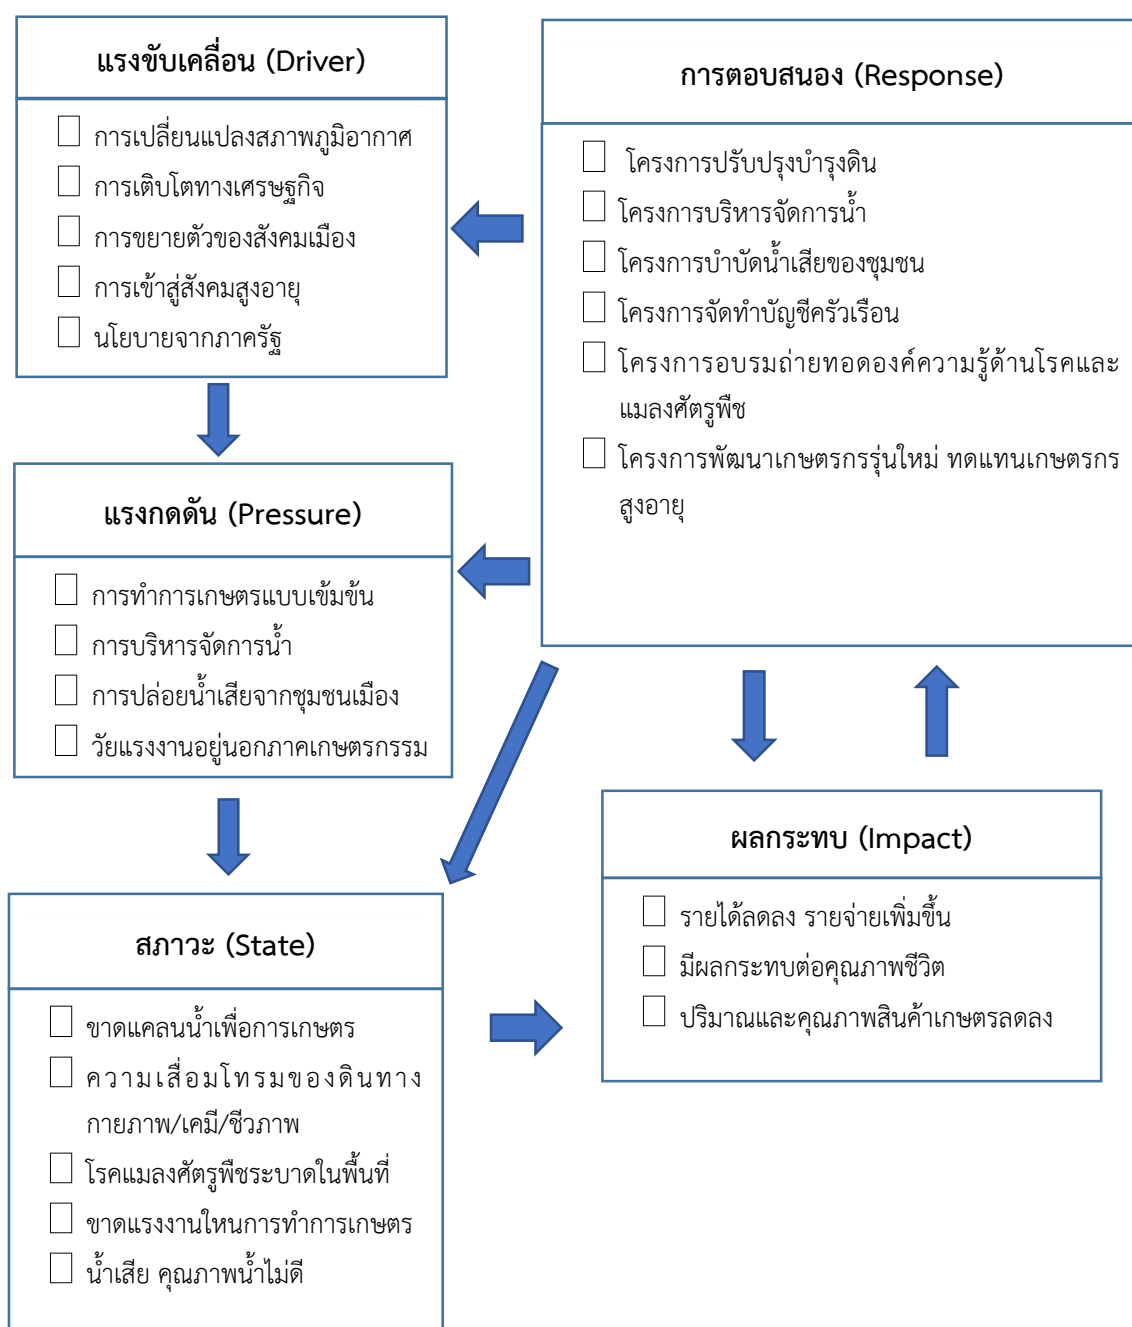 แรงขับเคลื่อน (Driver)
การเปลี่ยนแปลงสภาพภูมิอากาศ
การเติบโตทางเศรษฐกิจ
การขยายตัวของสังคมเมือง
การเข้าสู่สังคมสูงอายุ
นโยบายจากภาครัฐ
การตอบสนอง (Response)
โครงการปรับปรุงบำรุงดิน
โครงการบริหารจัดการน้ำ
โครงการบำบัดน้ำเสียของชุมชน
โครงการจัดทำบัญชีครัวเรือน
โครงการอบรมถ่ายทอดองค์ความรู้ด้านโรคและ
แมลงศัตรูพืช
โครงการพัฒนาเกษตรกรรุ่นใหม่ ทดแทนเกษตรกร
สูงอายุ
แรงกดดัน (Pressure)
การทำการเกษตรแบบเข้มข้น
การบริหารจัดการน้ำ
การปล่อยน้ำเสียจากชุมชนเมือง
วัยแรงงานอยู่นอกภาคเกษตรกรรม
สภาวะ (State)
ขาดแคลนน้ำเพื่อการเกษตร
ความเสื่อมโทรมของดินทาง
กายภาพ/เคมี/ชีวภาพ
โรคแมลงศัตรูพืชระบาดในพื้นที่
ขาดแรงงานใหนการทำการเกษตร
น้ำเสีย คุณภาพน้ำไม่ดี
ผลกระทบ (Impact)
รายได้ลดลง รายจ่ายเพิ่มขึ้น
มีผลกระทบต่อคุณภาพชีวิต
ปริมาณและคุณภาพสินค้าเกษตรลดลง